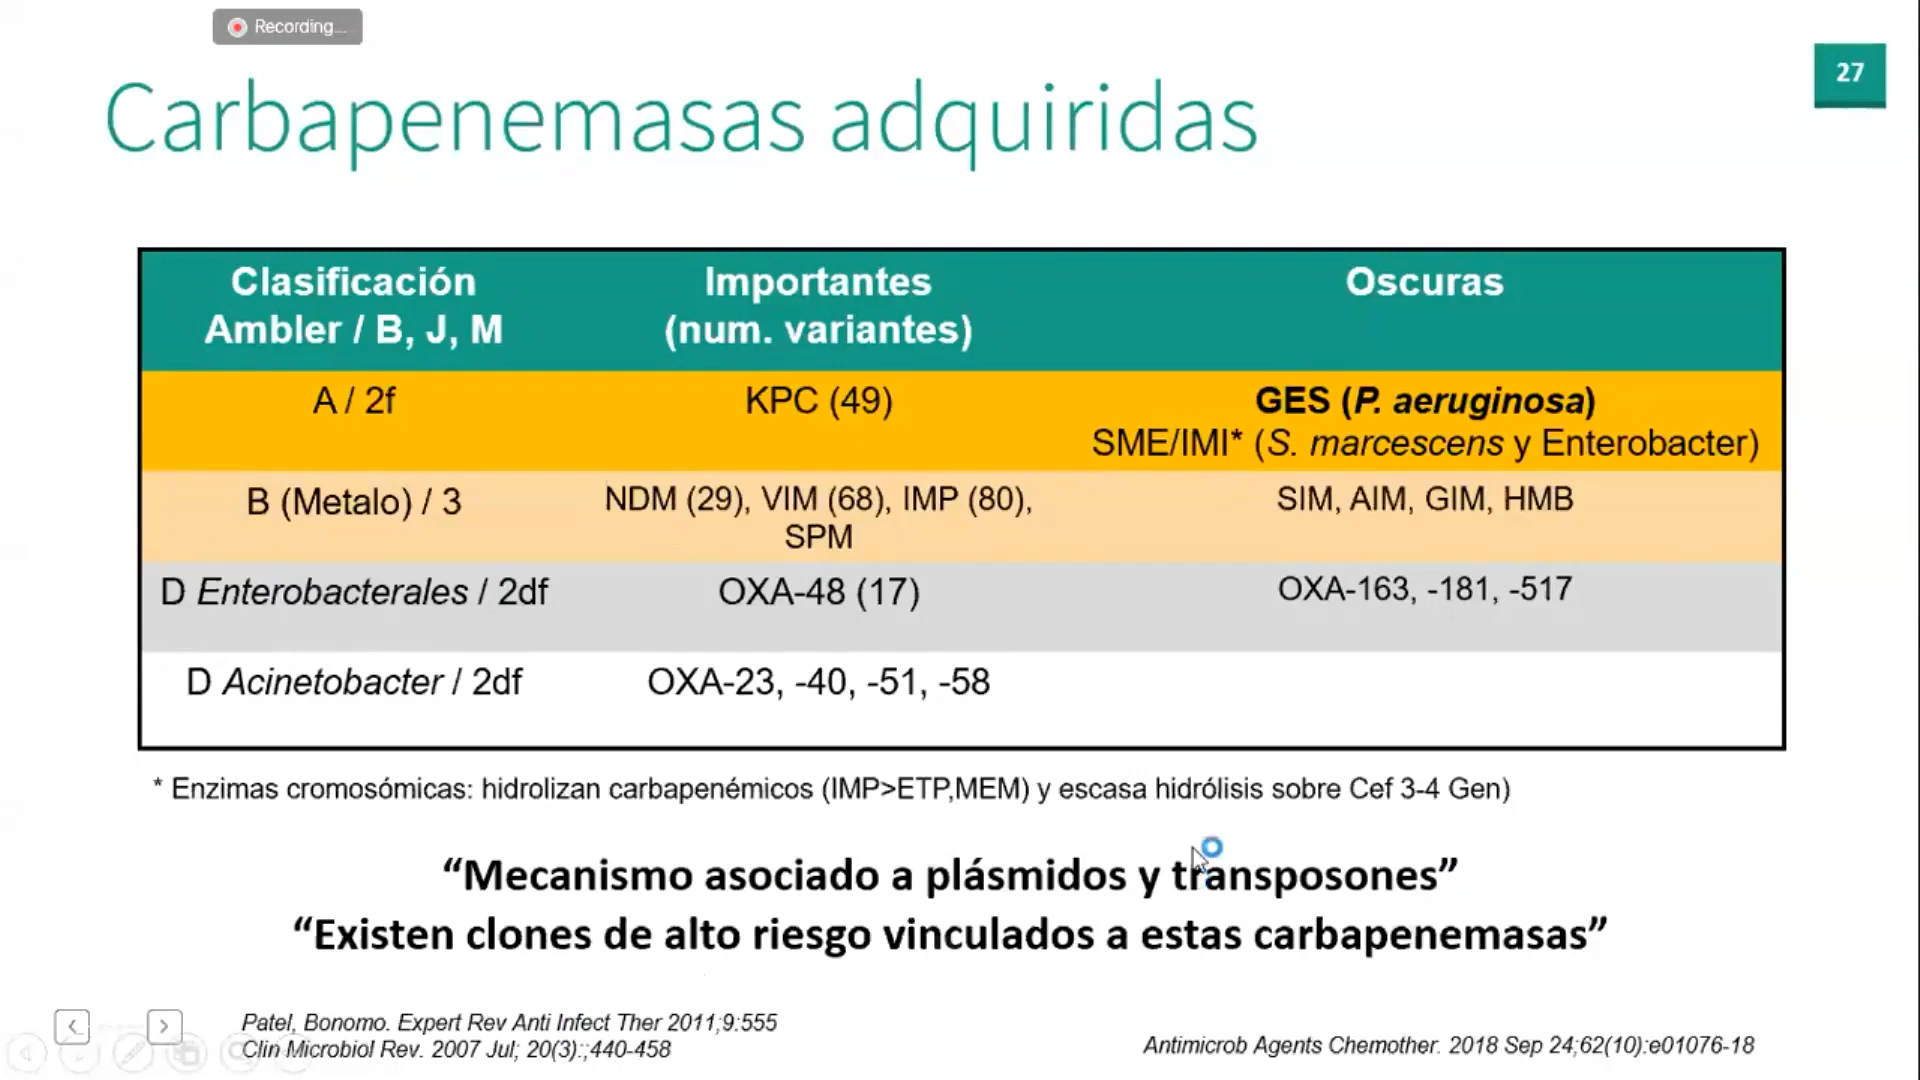 Recording...
27
Carbapenemasas adquiridas
Clasificación
Ambler / B, J, M
Importantes
(num. variantes)
Oscuras
A / 2f
KPC (49)
GES (P. aeruginosa)
SME/IMI* (S. marcescens y Enterobacter)
B (Metalo) / 3
NDM (29), VIM (68), IMP (80),
SPM
SIM, AIM, GIM, HMB
D Enterobacterales / 2df
OXA-48 (17)
OXA-163, -181, -517
D Acinetobacter / 2df
OXA-23, -40, -51, -58
* Enzimas cromosómicas: hidrolizan carbapenémicos (IMP>ETP,MEM) y escasa hidrólisis sobre Cef 3-4 Gen)
“Mecanismo asociado a plásmidos y transposones”
“Existen clones de alto riesgo vinculados a estas carbapenemasas”
Patel, Bonomo. Expert Rev Anti Infect Ther 2011;9:555
Clin Microbiol Rev. 2007 Jul; 20(3).;440-458
Antimicrob Agents Chemother. 2018 Sep 24;62(10):e01076-18